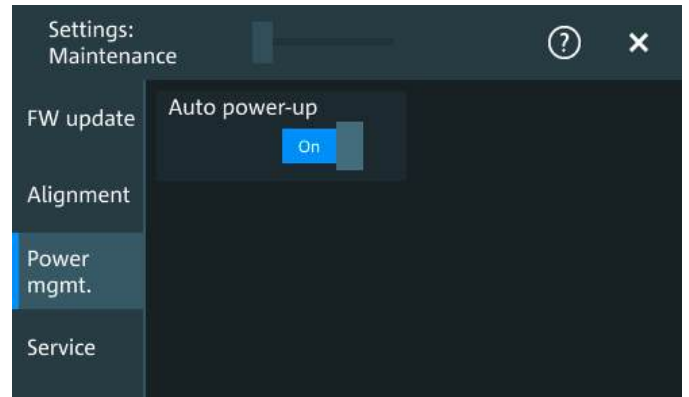 Settings:
Maintenance
?
FW update
Auto power-up
On
Alignment
Power
mgmt.
Service